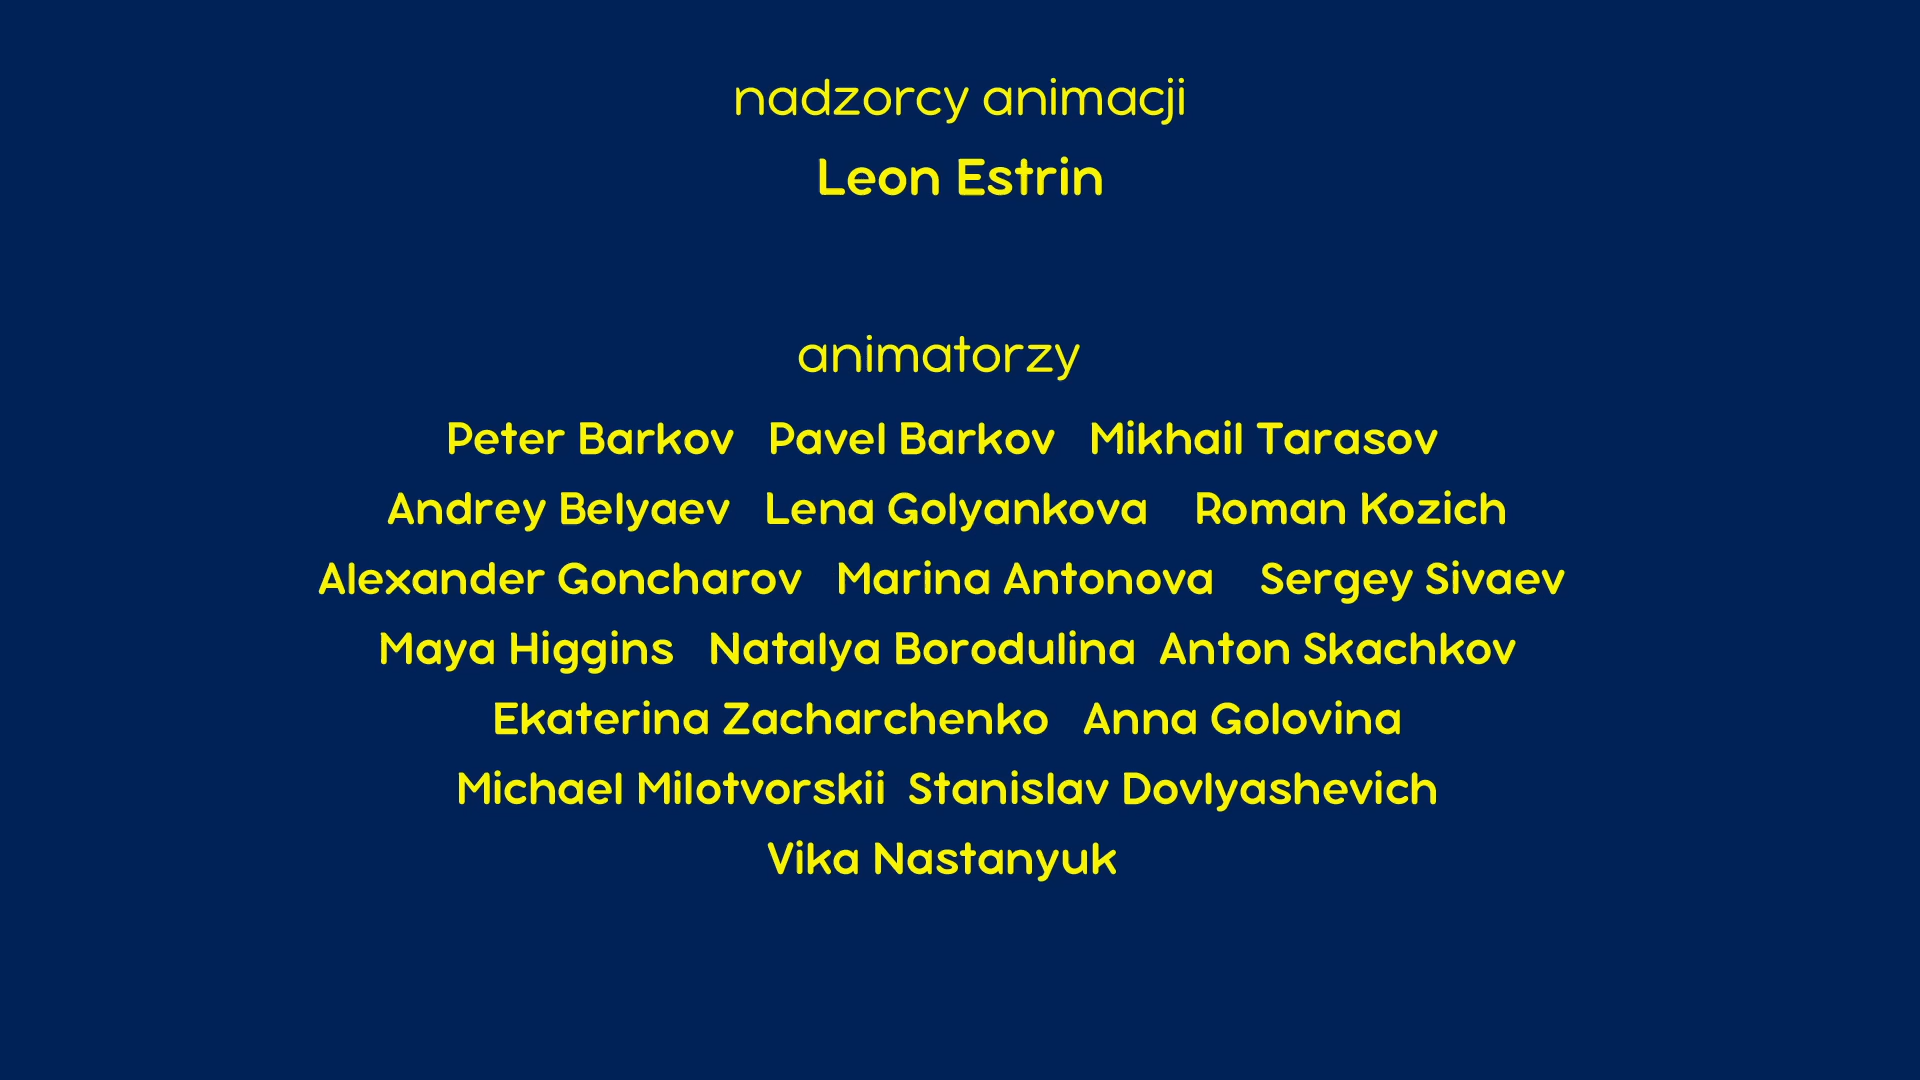 nadzorcy animacji
Leon Estrin
animatorzy
Peter Barkov Pavel Barkov Mikhail Tarasov
Andrey Belyaev Lena Golyankova Roman Kozich
Alexander Goncharov Marina Antonova Sergey Sivaev
Maya Higgins Natalya Borodulina Anton Skachkov
Ekaterina Zacharchenko Anna Golovina
Michael Milotvorskii Stanislav Dovlyashevich
Vika Nastanyuk